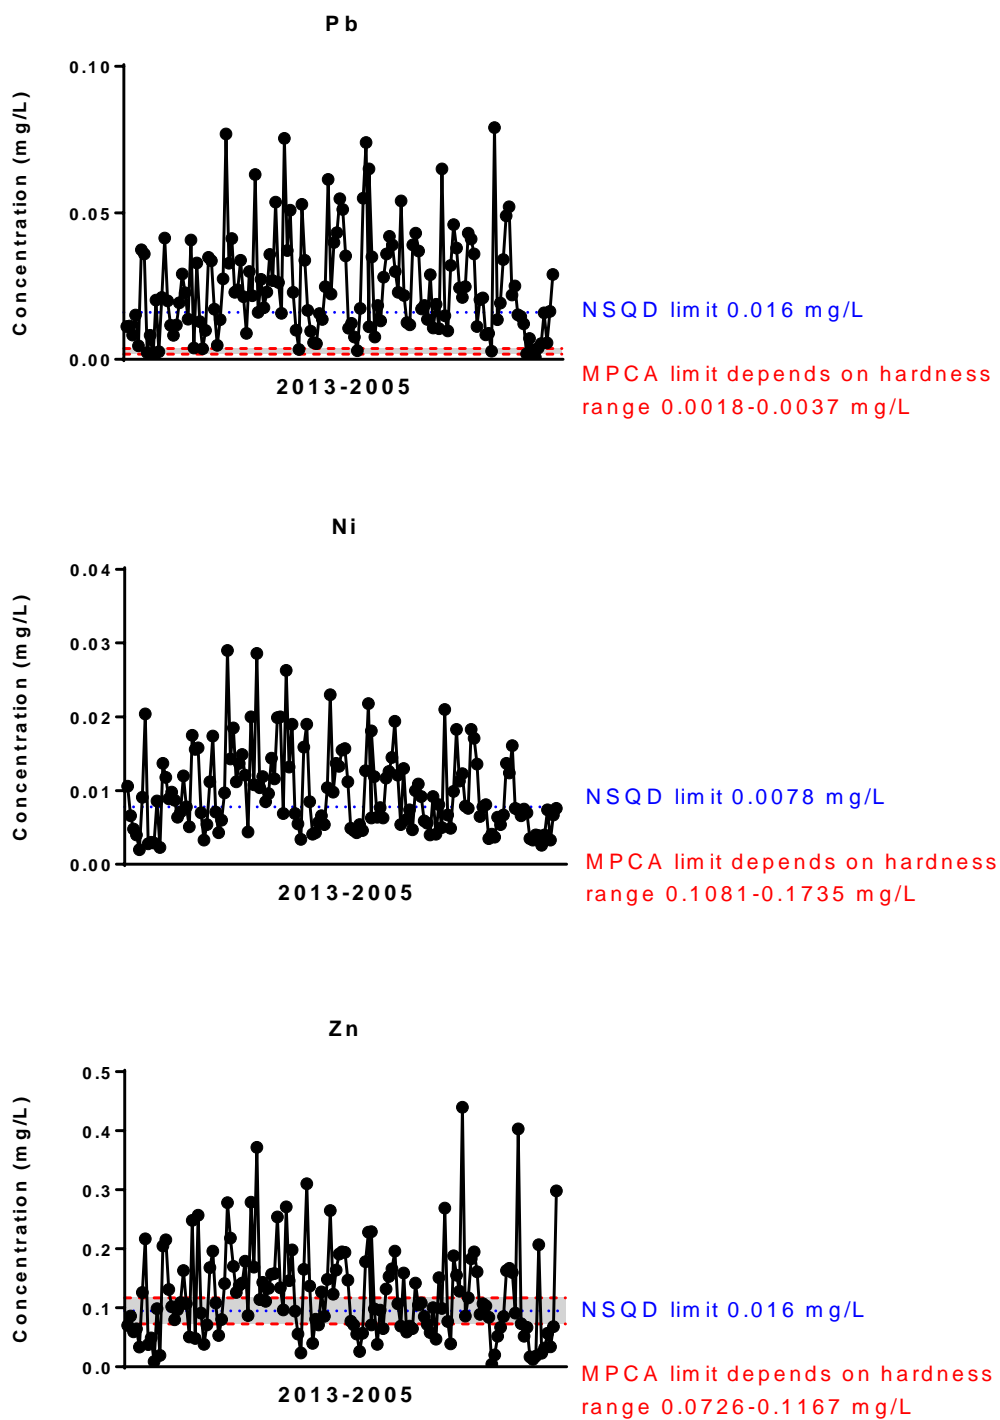 Pb
Concentration (mg/L)
0.10
0.05
0.00
2013-2005
NSQD limit 0.016 mg/L
MPCA limit depends on hardness
range 0.0018-0.0037 mg/L
Ni
Concentration (mg/L)
0.04
0.03
0.02
0.01
0.00
2013-2005
NSQD limit 0.0078 mg/L
MPCA limit depends on hardness
range 0.1081-0.1735 mg/L
Zn
Concentration (mg/L)
0.5
0.4
0.3
0.2
0.1
0.0
2013-2005
NSQD limit 0.016 mg/L
MPCA limit depends on hardness
range 0.0726-0.1167 mg/L